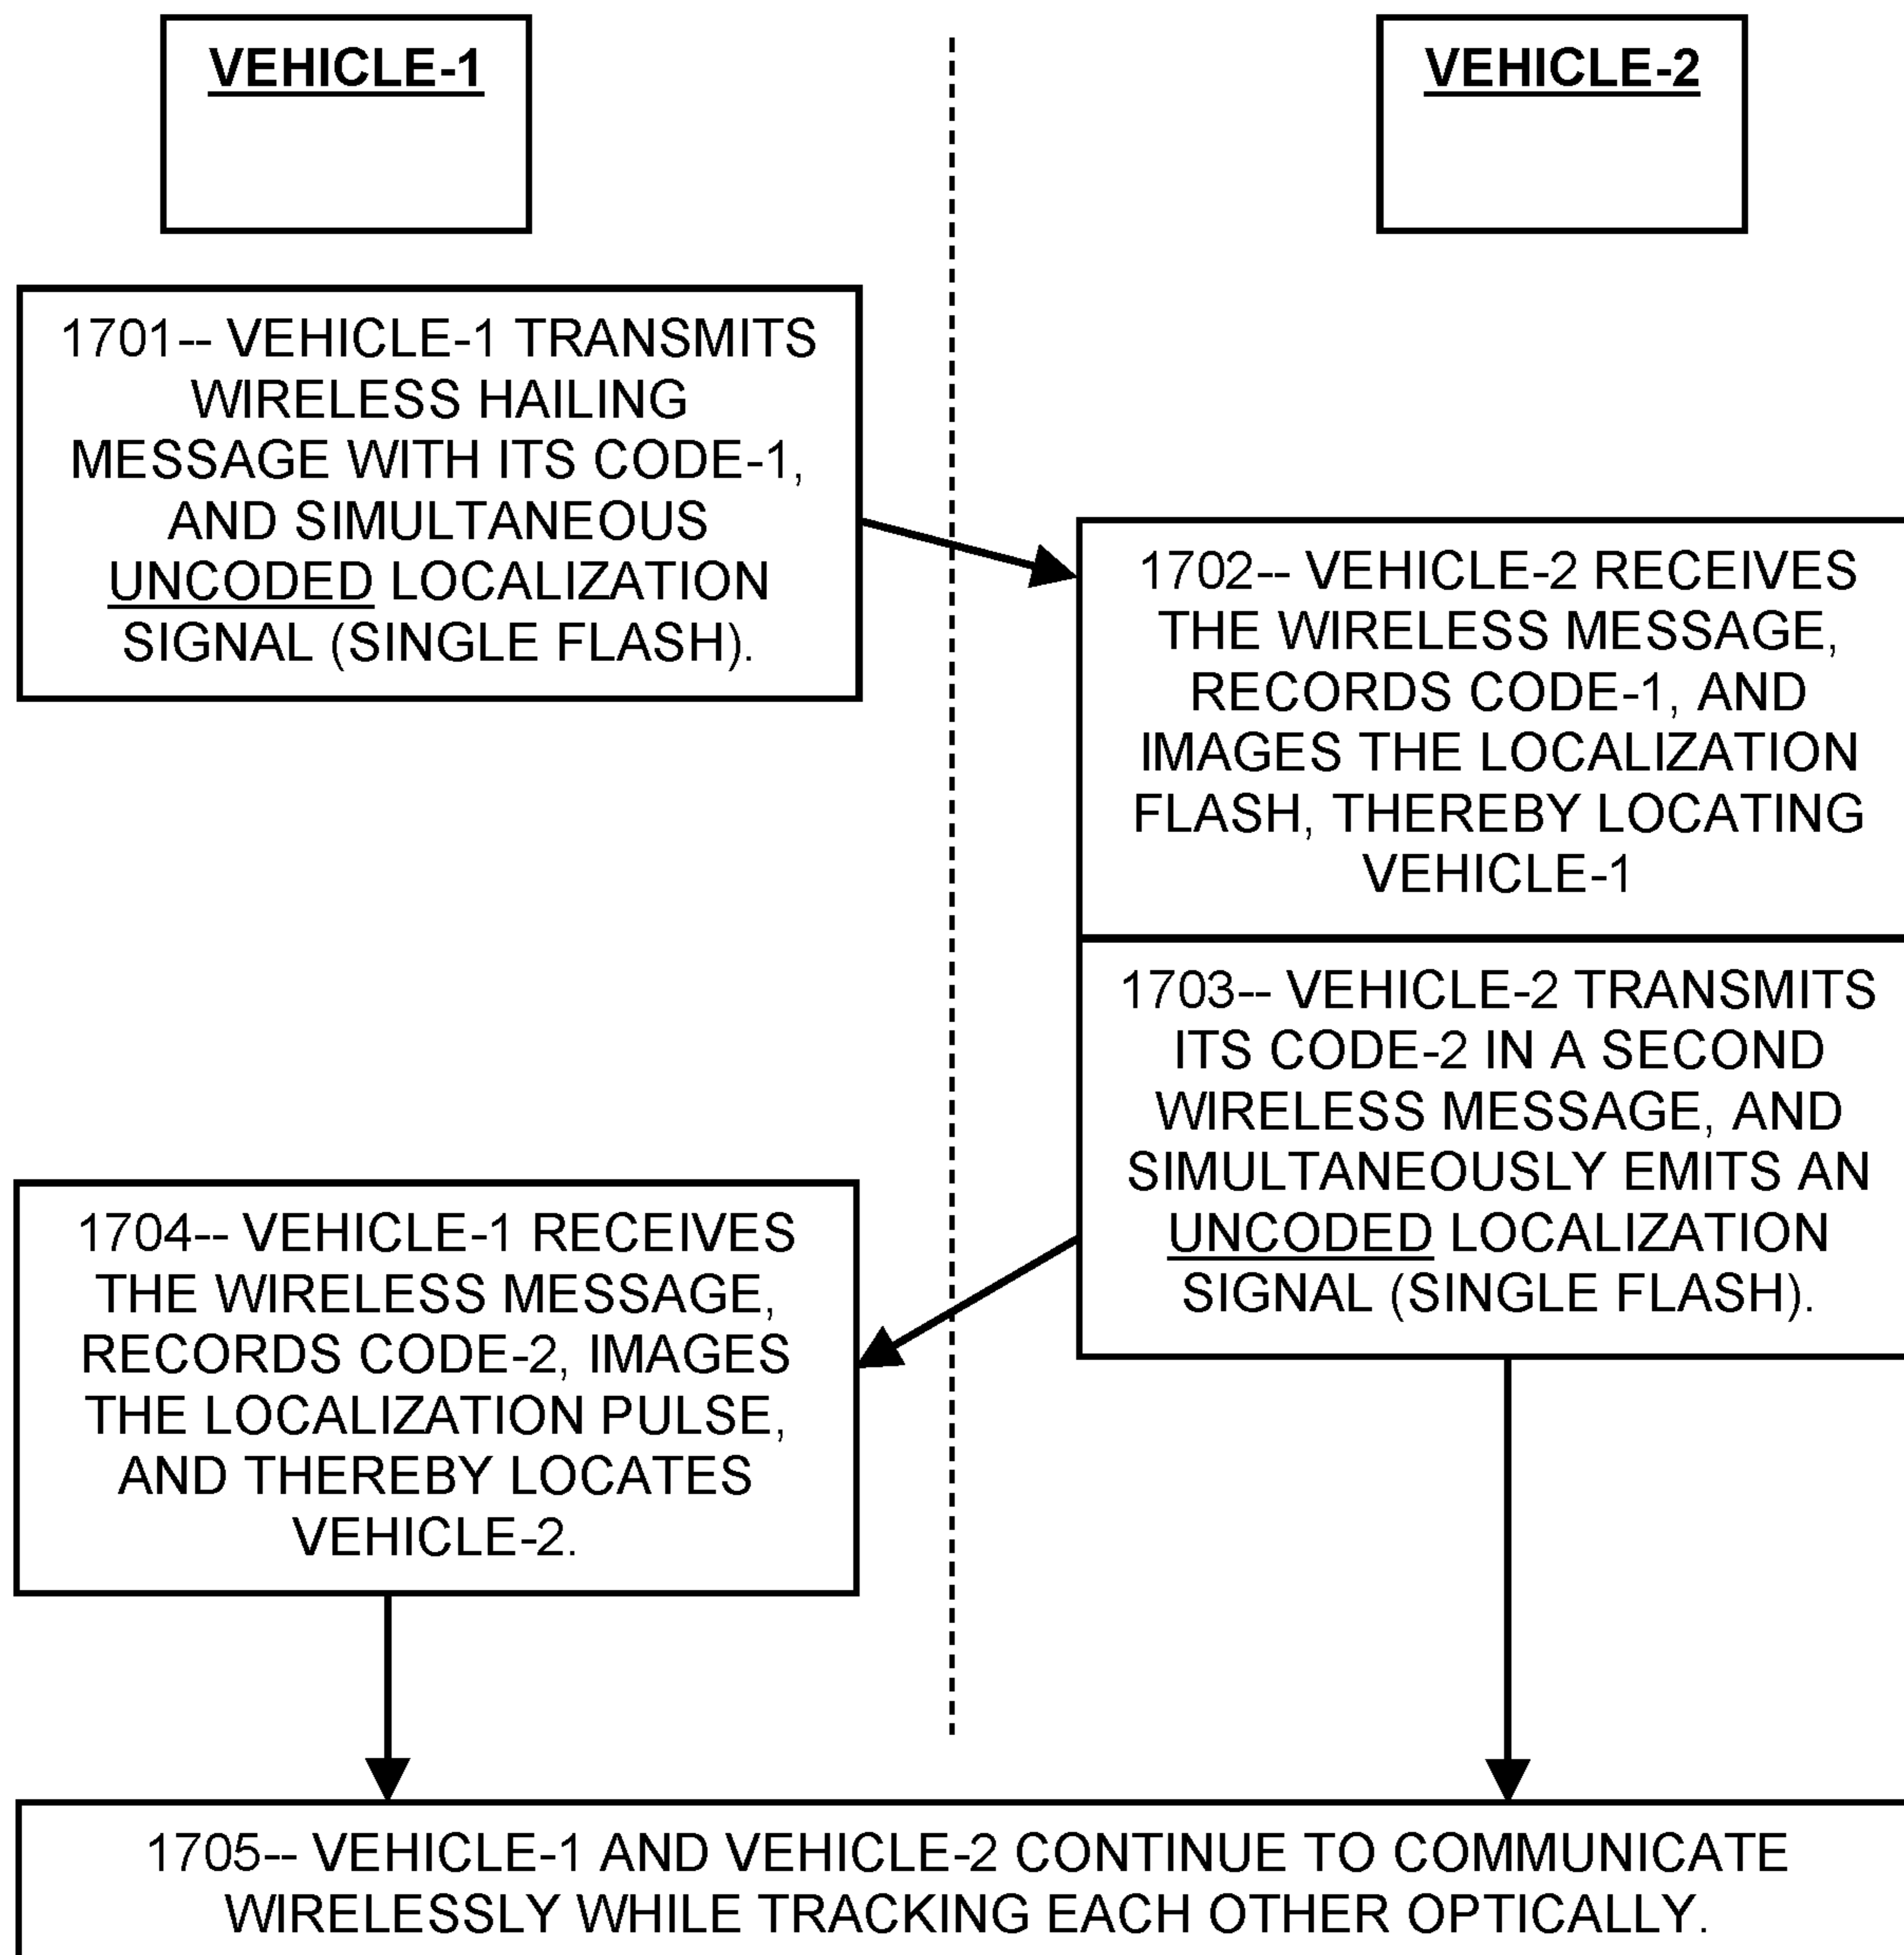 VEHICLE-1
VEHICLE-2
1701-- VEHICLE-1 TRANSMITS
WIRELESS HAILING
MESSAGE WITH ITS CODE-1,
AND SIMULTANEOUS
UNCODED LOCALIZATION
SIGNAL (SINGLE FLASH).
1702-- VEHICLE-2 RECEIVES
THE WIRELESS MESSAGE,
RECORDS CODE-1, AND
IMAGES THE LOCALIZATION
FLASH, THEREBY LOCATING
VEHICLE-1
1703-- VEHICLE-2 TRANSMITS
ITS CODE-2 IN A SECOND
WIRELESS MESSAGE, AND
SIMULTANEOUSLY EMITS AN
UNCODED LOCALIZATION
SIGNAL (SINGLE FLASH).
1704-- VEHICLE-1 RECEIVES
THE WIRELESS MESSAGE,
RECORDS CODE-2, IMAGES
THE LOCALIZATION PULSE,
AND THEREBY LOCATES
VEHICLE-2.
1705-- VEHICLE-1 AND VEHICLE-2 CONTINUE TO COMMUNICATE
WIRELESSLY WHILE TRACKING EACH OTHER OPTICALLY.